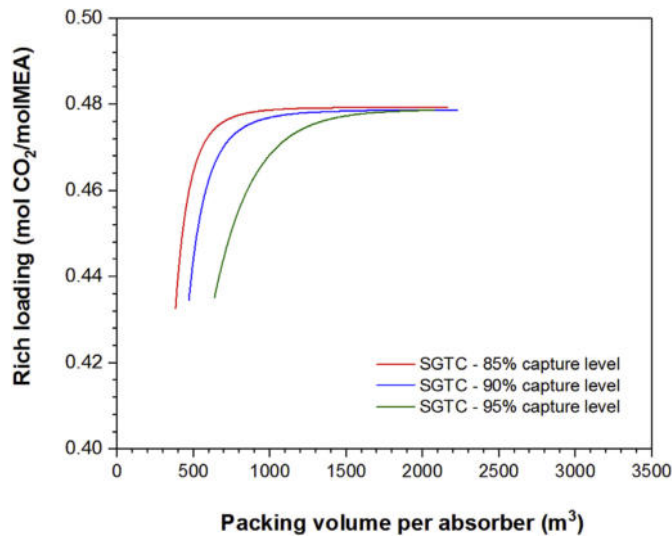 0.50
0.48
0.46
0.44
0.42
0.40
Rich loading (mol CO₂/molMEA)
SGTC - 85% capture level
SGTC - 90% capture level
SGTC - 95% capture level
0 500 1000 1500 2000 2500 3000 3500
Packing volume per absorber (m³)